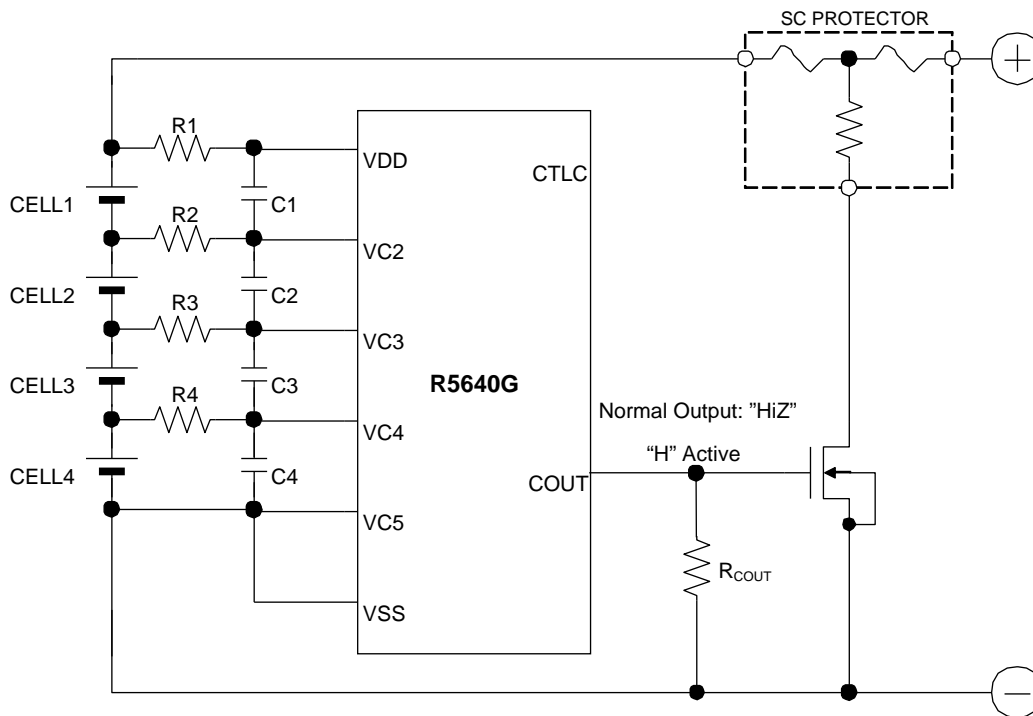 SC PROTECTOR
R1
VDD
CTLC
CELL1
C1
R2
VC2
CELL2
C2
R3
VC3
CELL3
C3
R5640G
R4
Normal Output: ”HiZ”
VC4
“H” Active
CELL4
C4
COUT
VC5
RCOUT
VSS